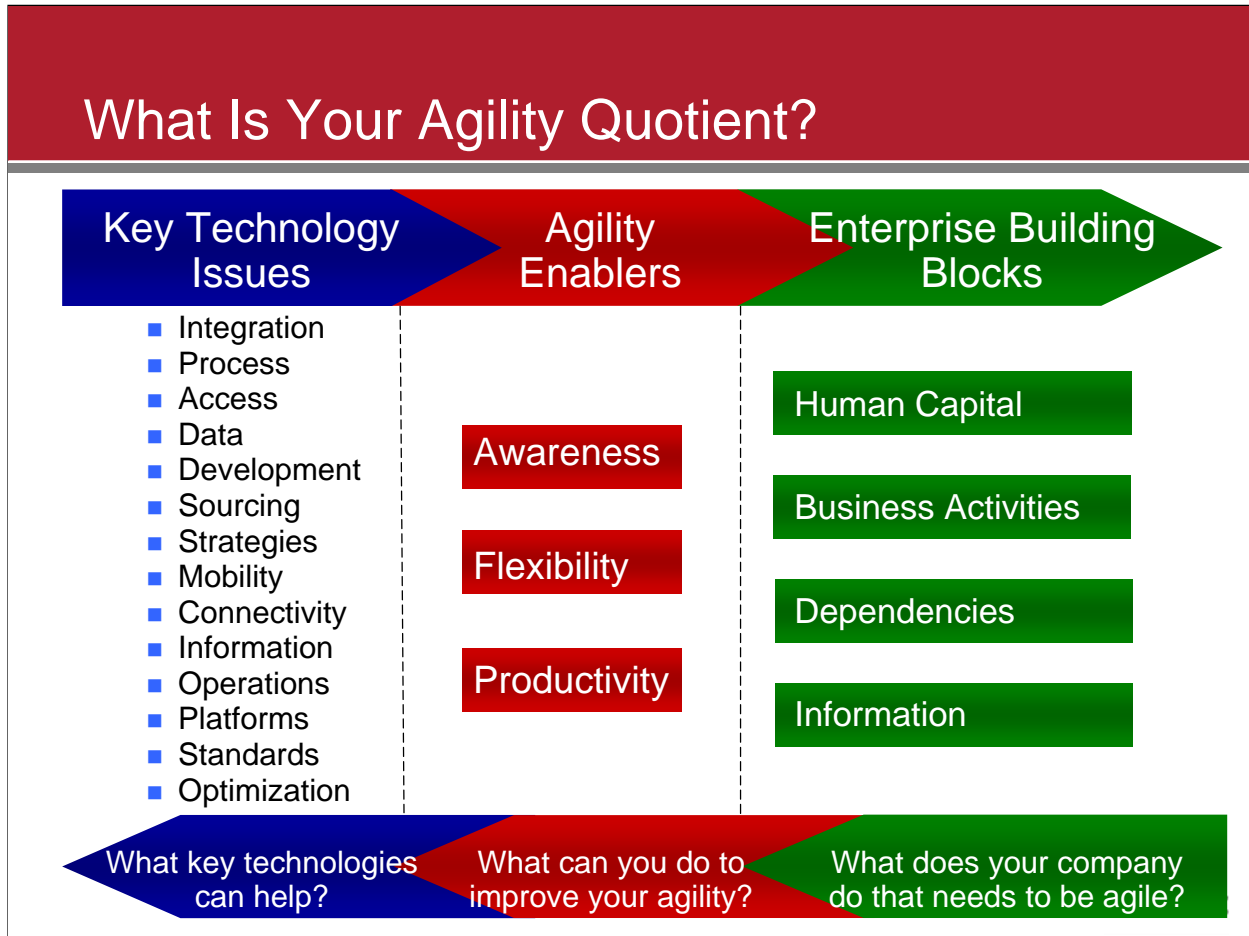 What Is Your Agility Quotient?
Key Technology
Issues
Agility
Enablers
Enterprise Building
Blocks
Integration
Process
Access
Data
Development
Sourcing
Strategies
Mobility
Connectivity
Information
Operations
Platforms
Standards
Optimization
Awareness
Flexibility
Productivity
Human Capital
Business Activities
Dependencies
Information
What key technologies
can help?
What can you do to
improve your agility?
What does your company
do that needs to be agile?